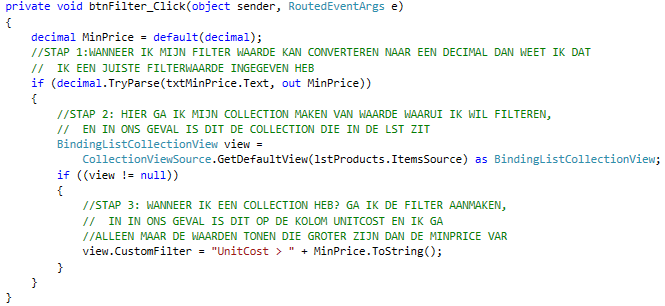 private void btnFilter_Click(object sender, RoutedEventArgs e)
{
decimal MinPrice = default(decimal);
//STAP 1:WANNEER IK MIJN FILTER WAARDE KAN CONVERTEREN NAAR EEN DECIMAL DAN WEET IK DAT
// IK EEN JUISTE FILTERWAARDE INGEGEVEN HEB
if (decimal.TryParse(txtMinPrice.Text, out MinPrice))
{
//STAP 2: HIER GA IK MIJN COLLECTION MAKEN VAN WAARDE WAARUI IK WIL FILTEREN,
// EN IN ONS GEVAL IS DIT DE COLLECTION DIE IN DE LST ZIT
BindingListCollectionView view =
CollectionViewSource.GetDefaultView(lstProducts.ItemsSource) as BindingListCollectionView;
if ((view != null))
{
//STAP 3: WANNEER IK EEN COLLECTION HEB? GA IK DE FILTER AANMAKEN,
// IN IN ONS GEVAL IS DIT OP DE KOLOM UNITCOST EN IK GA
//ALLEEN MAAR DE WAARDEN TONEN DIE GROTER ZIJN DAN DE MINPRICE VAR
view.CustomFilter = "UnitCost > " + MinPrice.ToString();
}
}
}